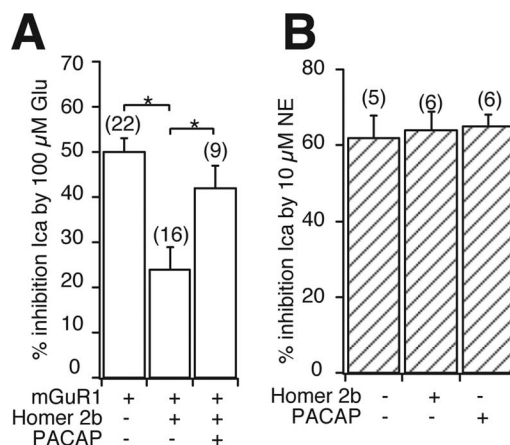 A
% inhibition Ica by 100 µM Glu
70
60
50
40
30
20
10
0
(22)
*
(16)
*
(9)
mGuR1 + + +
Homer 2b - + +
PACAP - - +
B
% inhibition Ica by 10 µM NE
80
60
40
20
0
(5)
(6)
(6)
Homer 2b - + -
PACAP - - +